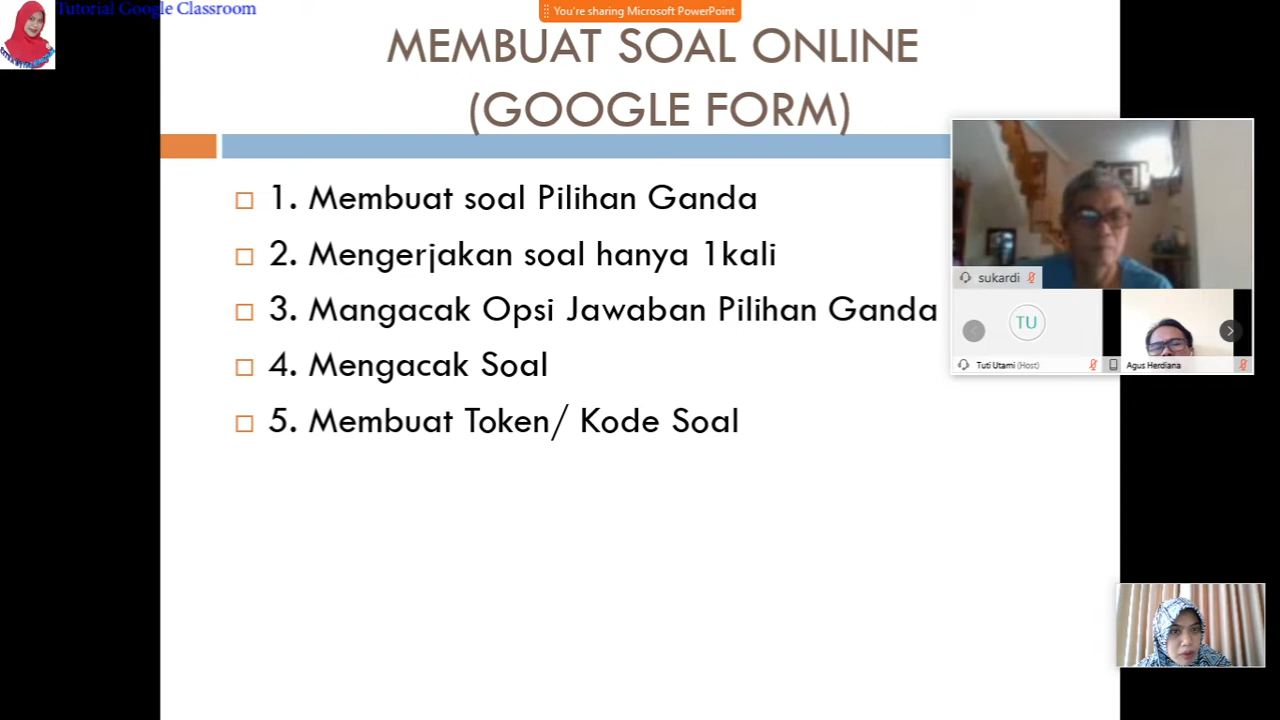 Tutorial Google Classroom
You're sharing Microsoft PowerPoint
MEMBUAT SOAL ONLINE
(GOOGLE FORM)
1. Membuat soal Pilihan Ganda
2. Mengerjakan soal hanya 1kali
3. Mangacak Opsi Jawaban Pilihan Ganda
4. Mengacak Soal
5. Membuat Token/ Kode Soal
sukardi
TU
Tuti Utami (Host)
Agus Herdiana